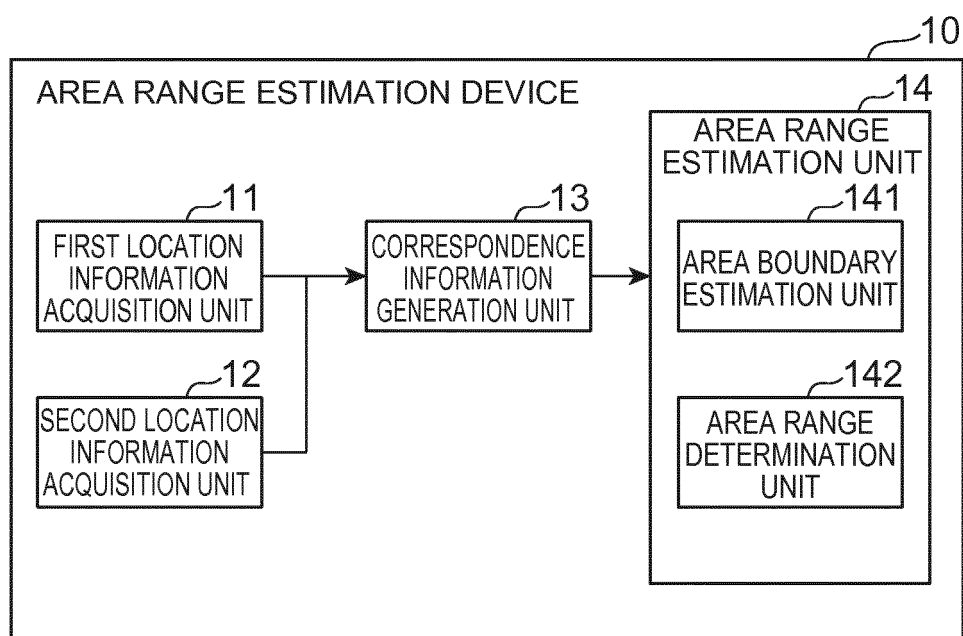 10
AREA RANGE ESTIMATION DEVICE
14
AREA RANGE
ESTIMATION UNIT
11
FIRST LOCATION
INFORMATION
ACQUISITION UNIT
13
CORRESPONDENCE
INFORMATION
GENERATION UNIT
141
AREA BOUNDARY
ESTIMATION UNIT
12
SECOND LOCATION
INFORMATION
ACQUISITION UNIT
142
AREA RANGE
DETERMINATION
UNIT